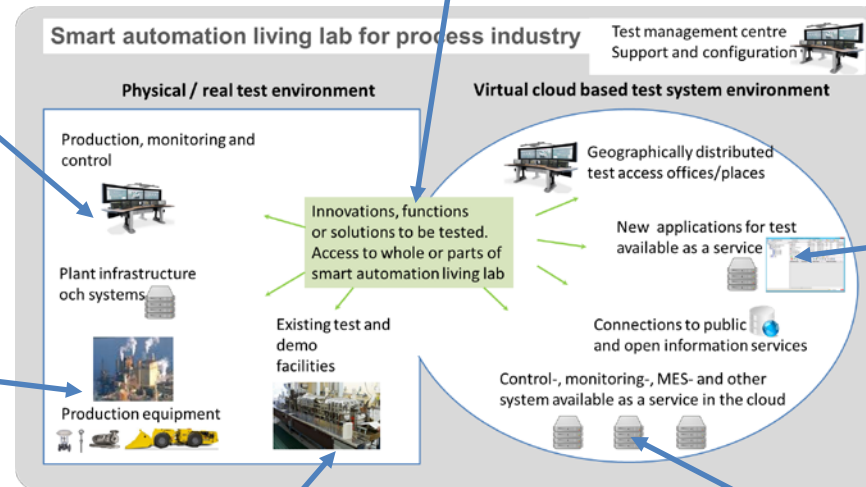 Smart automation living lab for process industry
Test management centre
Support and configuration
Physical / real test environment
Virtual cloud based test system environment
Production, monitoring and
control
Plant infrastructure
och systems
Production equipment
Existing test and
demo
facilities
Innovations, functions
or solutions to be tested.
Access to whole or parts of
smart automation living lab
Geographically distributed
test access offices/places
New applications for test
available as a service
Connections to public
and open information services
Control-, monitoring-, MES- and other
system available as a service in the cloud